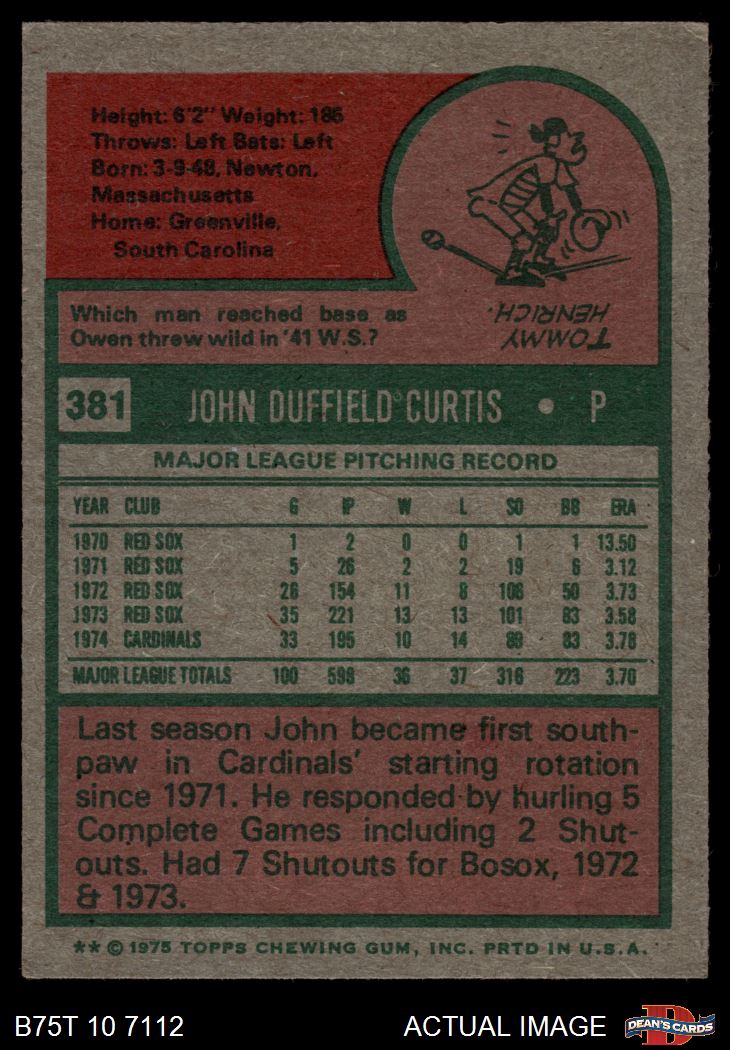 Height: 6'2" Weight: 185
Throws: Left Bats: Left
Born: 3-9-48, Newton,
Massachusetts
Home: Greenville,
South Carolina
Which man reached base as
Owen threw wild in '41 W.S.?
TOMMY
HENRICH.
381 JOHN DUFFIELD CURTIS • P
MAJOR LEAGUE PITCHING RECORD
YEAR CLUB G IP W L SO BB ERA
1970 RED SOX 1 2 0 0 1 1 13.50
1971 RED SOX 5 26 2 2 19 6 3.12
1972 RED SOX 26 154 11 8 106 50 3.73
1973 RED SOX 35 221 13 13 101 83 3.58
1974 CARDINALS 33 195 10 14 89 83 3.78
MAJOR LEAGUE TOTALS 100 598 36 37 316 223 3.70
Last season John became first south-
paw in Cardinals' starting rotation
since 1971. He responded by hurling 5
Complete Games including 2 Shut-
outs. Had 7 Shutouts for Bosox, 1972
& 1973.
** © 1975 TOPPS CHEWING GUM, INC. PRTD IN U.S.A.
B75T 10 7112 ACTUAL IMAGE
D
DEAN'S CARDS